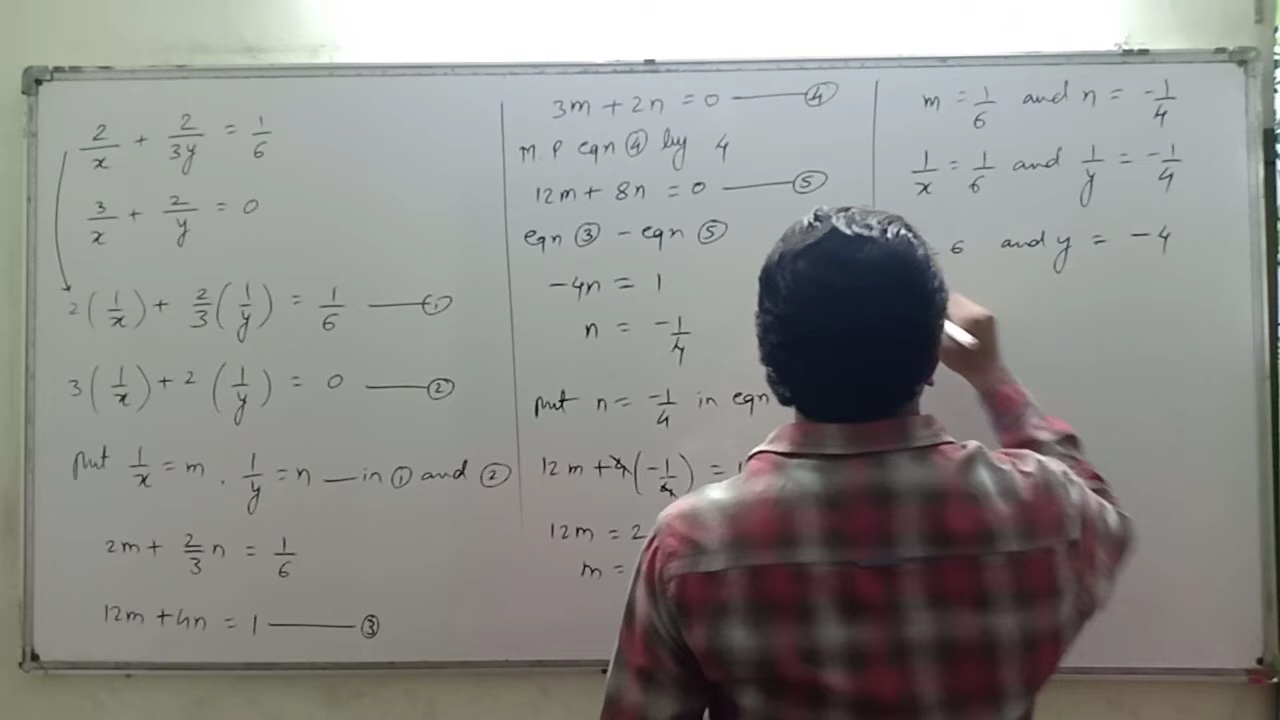 2/x + 2/3y = 1/6
3/x + 2/y = 0
2(1/x) + 2/3(1/y) = 1/6 —— ①
3(1/x) + 2(1/y) = 0 —— ②
put 1/x = m . 1/y = n — in ① and ②
2m + 2/3 n = 1/6
12m + 4n = 1 —— ③
3m + 2n = 0 —— ④
M.P eqn ④ by 4
12m + 8n = 0 —— ⑤
eqn ③ - eqn ⑤
-4n = 1
n = -1/4
put n = -1/4 in eqn
12m + 4(-1/4) = 1
12m = 2
m =
m = 1/6 and n = -1/4
1/x = 1/6 and 1/y = -1/4
6 and y = -4